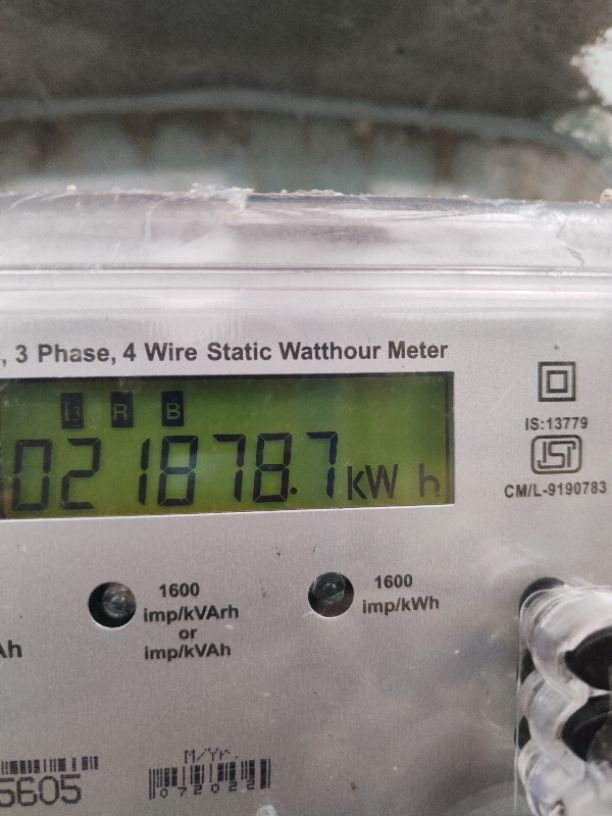 , 3 Phase, 4 Wire Static Watthour Meter
R B
021878.7 kW h
IS:13779
CM/L-9190783
1600
imp/kVArh
or
imp/kVAh
1600
imp/kWh
Ah
M/Yr.
072022
5605